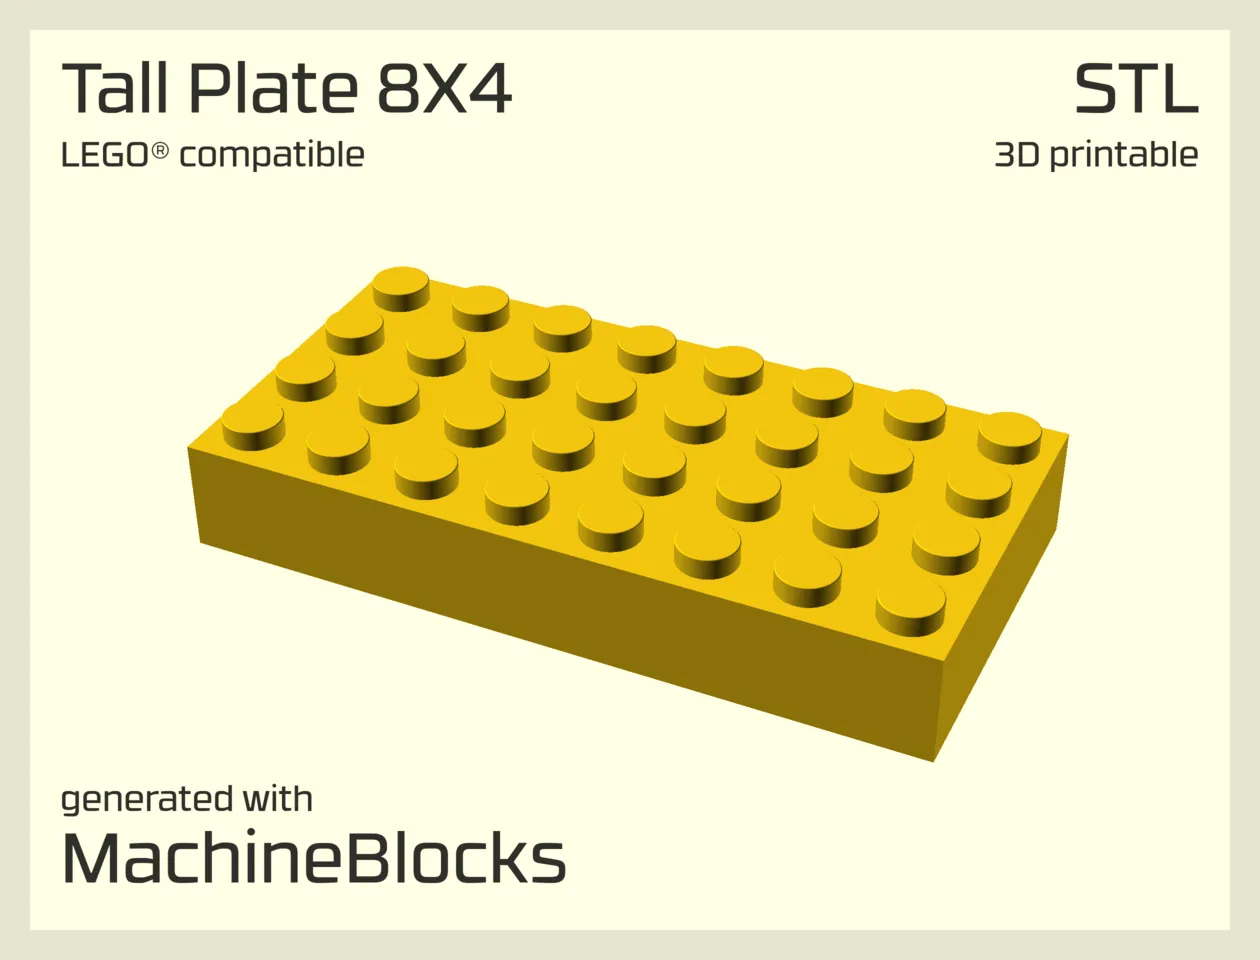 Tall Plate 8X4
LEGO® compatible
STL
3D printable
generated with
MachineBlocks